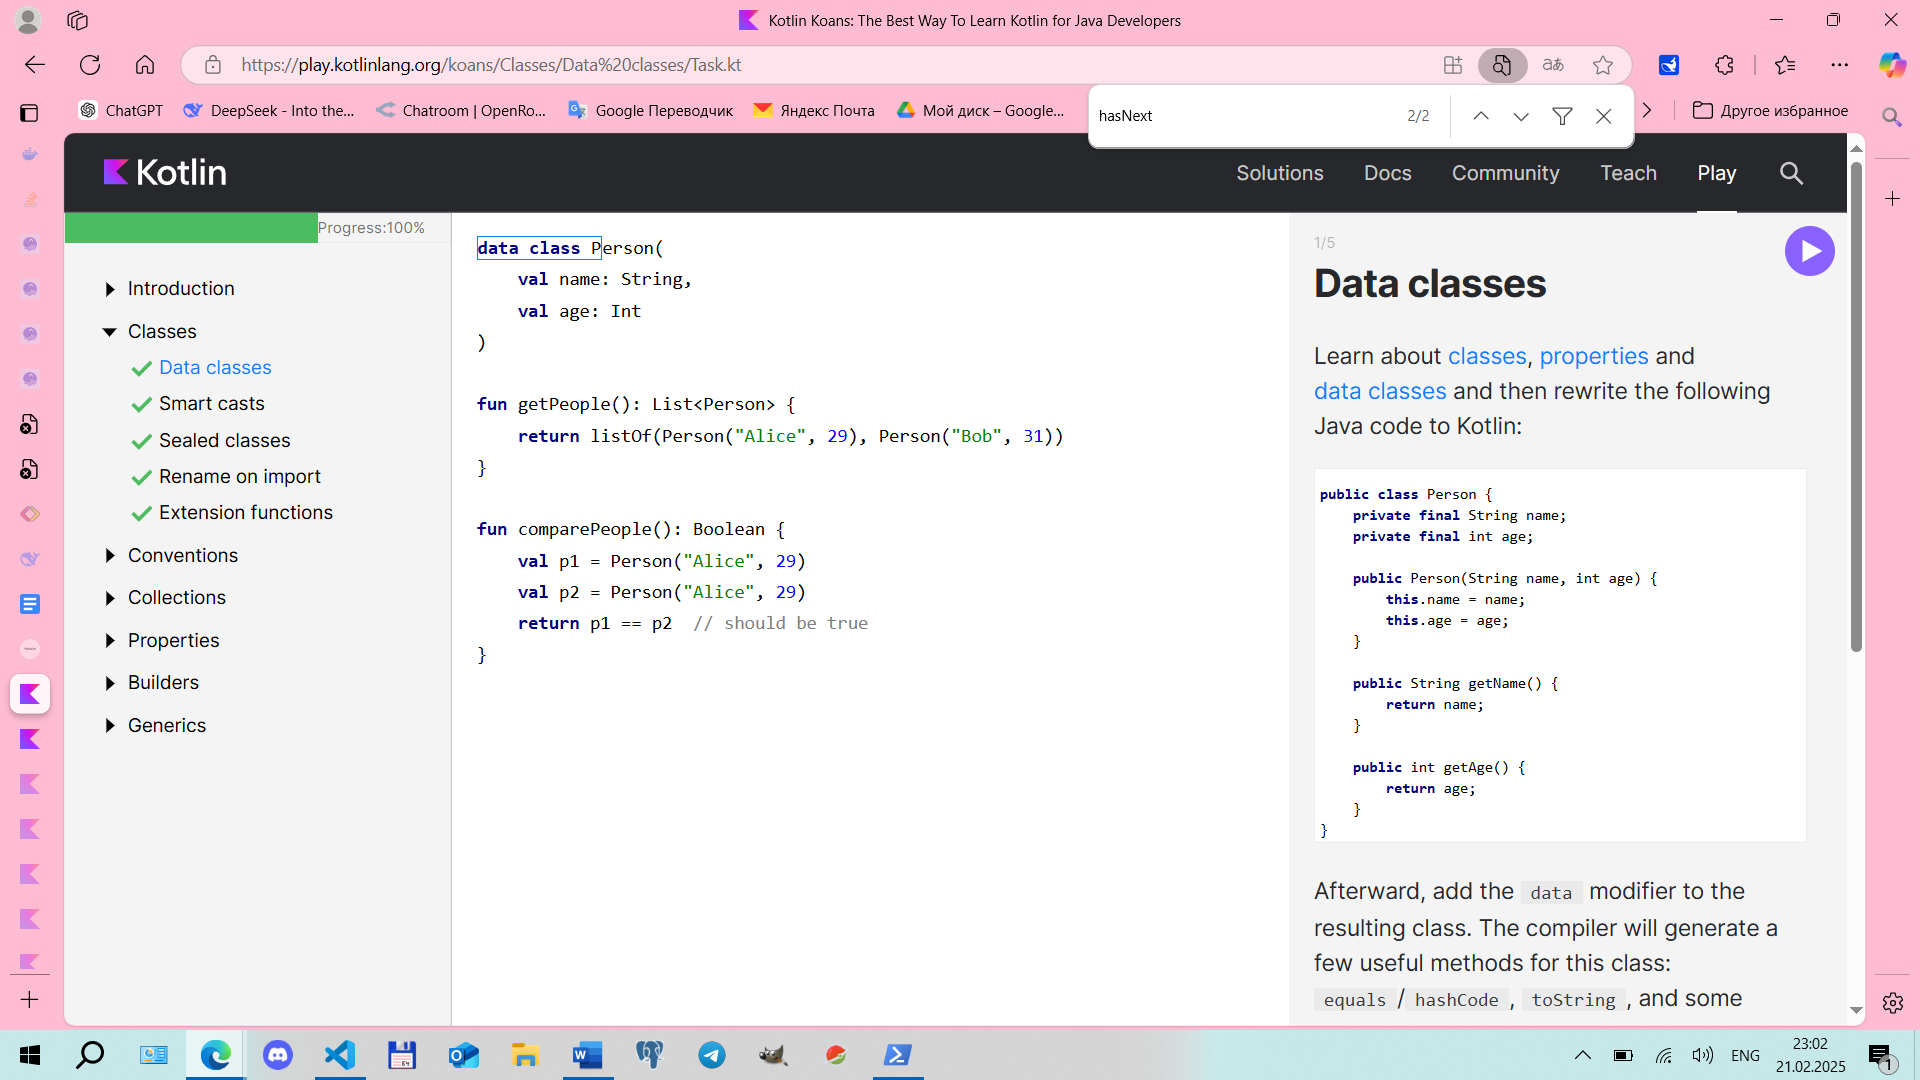 Kotlin Koans: The Best Way To Learn Kotlin for Java Developers
https://play.kotlinlang.org/koans/Classes/Data%20classes/Task.kt
ChatGPT
DeepSeek - Into the...
Chatroom | OpenRo...
Google Переводчик
Яндекс Почта
Мой диск – Google...
Другое избранное
hasNext
2/2
Kotlin
Solutions
Docs
Community
Teach
Play
Progress:100%
Introduction
Classes
Data classes
Smart casts
Sealed classes
Rename on import
Extension functions
Conventions
Collections
Properties
Builders
Generics
data class Person(
    val name: String,
    val age: Int
)
fun getPeople(): List<Person> {
    return listOf(Person("Alice", 29), Person("Bob", 31))
}
fun comparePeople(): Boolean {
    val p1 = Person("Alice", 29)
    val p2 = Person("Alice", 29)
    return p1 == p2  // should be true
}
1/5
Data classes
Learn about classes, properties and
data classes and then rewrite the following
Java code to Kotlin:
public class Person {
    private final String name;
    private final int age;
    public Person(String name, int age) {
        this.name = name;
        this.age = age;
    }
    public String getName() {
        return name;
    }
    public int getAge() {
        return age;
    }
}
Afterward, add the data modifier to the
resulting class. The compiler will generate a
few useful methods for this class:
equals / hashCode , toString , and some
ENG
23:02
21.02.2025
1